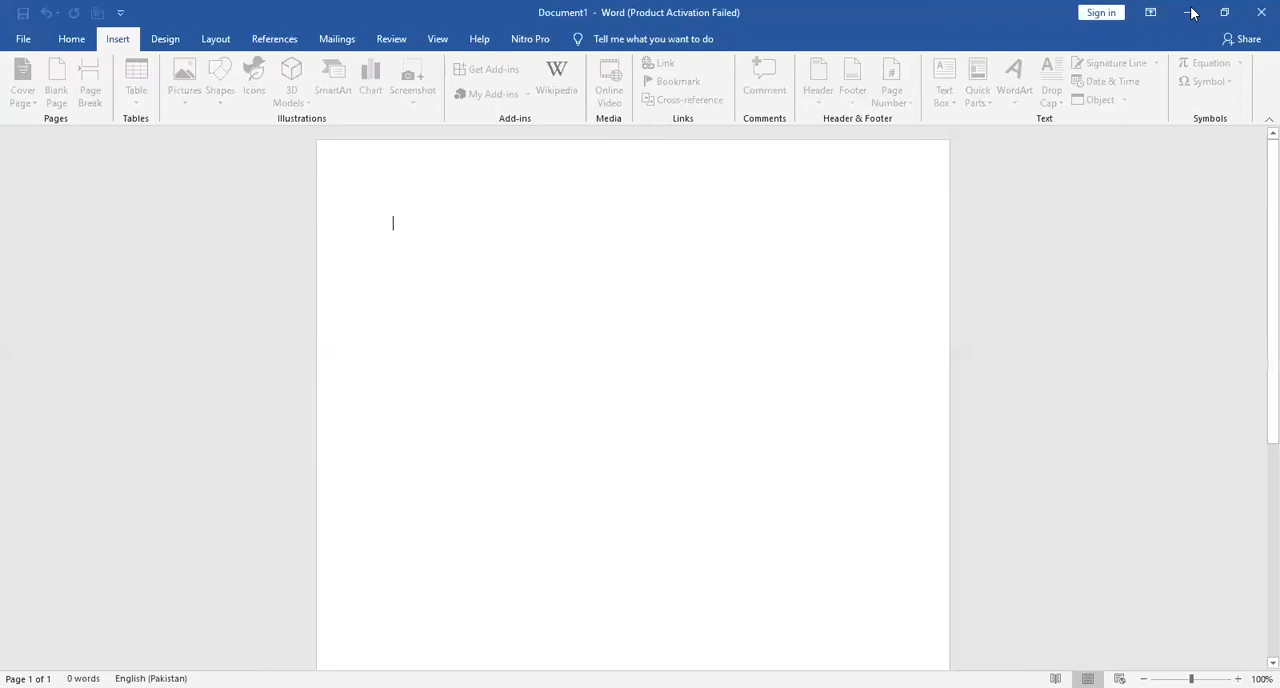 Document1 - Word (Product Activation Failed)
Sign in
File Home Insert Design Layout References Mailings Review View Help Nitro Pro Tell me what you want to do Share
Cover Page Blank Page Page Break
Pages
Table
Tables
Pictures Shapes Icons 3D Models SmartArt Chart Screenshot
Illustrations
Get Add-ins
My Add-ins
W
Wikipedia
Add-ins
Online Video
Media
Link
Bookmark
Cross-reference
Links
Comment
Comments
Header Footer Page Number
Header & Footer
Text Box Quick Parts WordArt Drop Cap
Signature Line
Date & Time
Object
Text
π Equation
Ω Symbol
Symbols
Page 1 of 1 0 words English (Pakistan) 100%